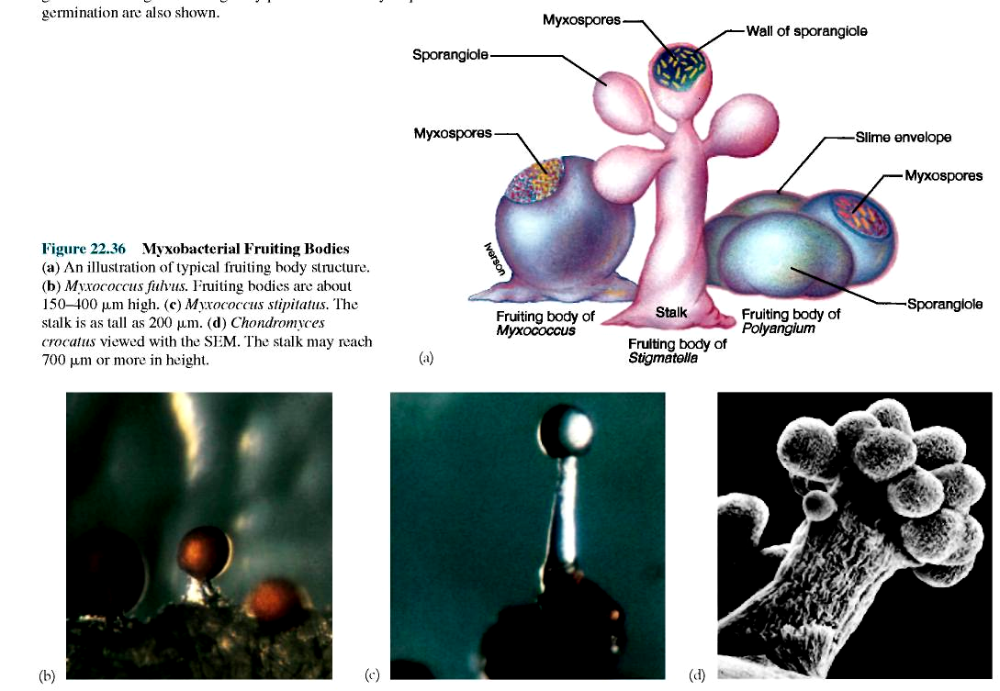 germination are also shown.
Myxospores
Wall of sporangiole
Sporangiole
Myxospores
Slime envelope
Myxospores
Iverson
Sporangiole
Stalk
Fruiting body of
Myxococcus
Fruiting body of
Polyangium
Fruiting body of
Stigmatella
(a)
Figure 22.36 Myxobacterial Fruiting Bodies
(a) An illustration of typical fruiting body structure.
(b) Myxococcus fulvus. Fruiting bodies are about
150–400 μm high. (c) Myxococcus stipitatus. The
stalk is as tall as 200 μm. (d) Chondromyces
crocatus viewed with the SEM. The stalk may reach
700 μm or more in height.
(b)
(c)
(d)